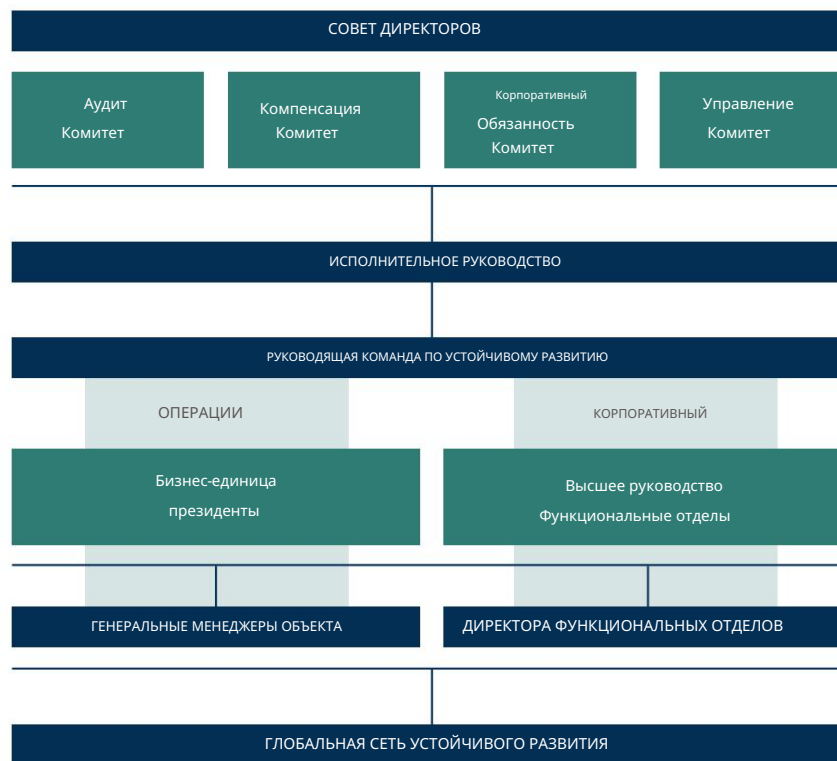 СОВЕТ ДИРЕКТОРОВ
Аудит
Комитет
Компенсация
Комитет
Корпоративный
Обязанность
Комитет
Управление
Комитет
ИСПОЛНИТЕЛЬНОЕ РУКОВОДСТВО
РУКОВОДЯЩАЯ КОМАНДА ПО УСТОЙЧИВОМУ РАЗВИТИЮ
ОПЕРАЦИИ
КОРПОРАТИВНЫЙ
Бизнес-единица
президенты
Высшее руководство
Функциональные отделы
ГЕНЕРАЛЬНЫЕ МЕНЕДЖЕРЫ ОБЪЕКТА
ДИРЕКТОРА ФУНКЦИОНАЛЬНЫХ ОТДЕЛОВ
ГЛОБАЛЬНАЯ СЕТЬ УСТОЙЧИВОГО РАЗВИТИЯ